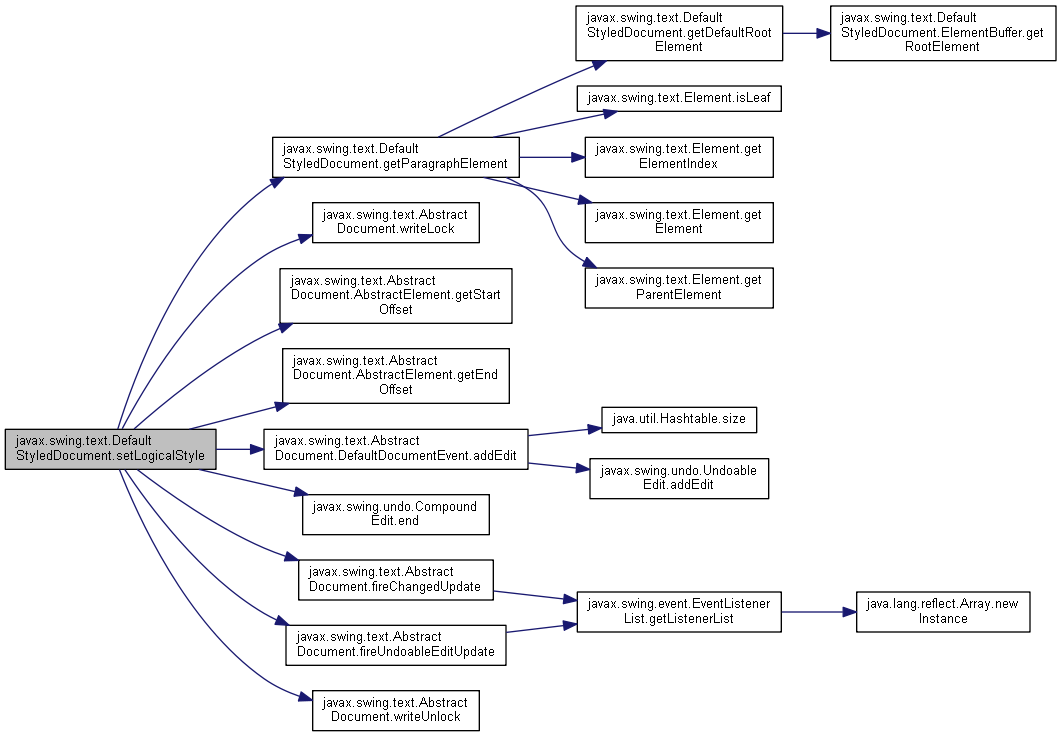 javax.swing.text.Default
StyledDocument.getDefaultRoot
Element
javax.swing.text.Default
StyledDocument.ElementBuffer.get
RootElement
javax.swing.text.Element.isLeaf
javax.swing.text.Default
StyledDocument.getParagraphElement
javax.swing.text.Element.get
ElementIndex
javax.swing.text.Abstract
Document.writeLock
javax.swing.text.Element.get
Element
javax.swing.text.Abstract
Document.AbstractElement.getStart
Offset
javax.swing.text.Element.get
ParentElement
javax.swing.text.Abstract
Document.AbstractElement.getEnd
Offset
javax.swing.text.Default
StyledDocument.setLogicalStyle
javax.swing.text.Abstract
Document.DefaultDocumentEvent.addEdit
java.util.Hashtable.size
javax.swing.undo.Undoable
Edit.addEdit
javax.swing.undo.Compound
Edit.end
javax.swing.text.Abstract
Document.fireChangedUpdate
javax.swing.event.EventListener
List.getListenerList
java.lang.reflect.Array.new
Instance
javax.swing.text.Abstract
Document.fireUndoableEditUpdate
javax.swing.text.Abstract
Document.writeUnlock